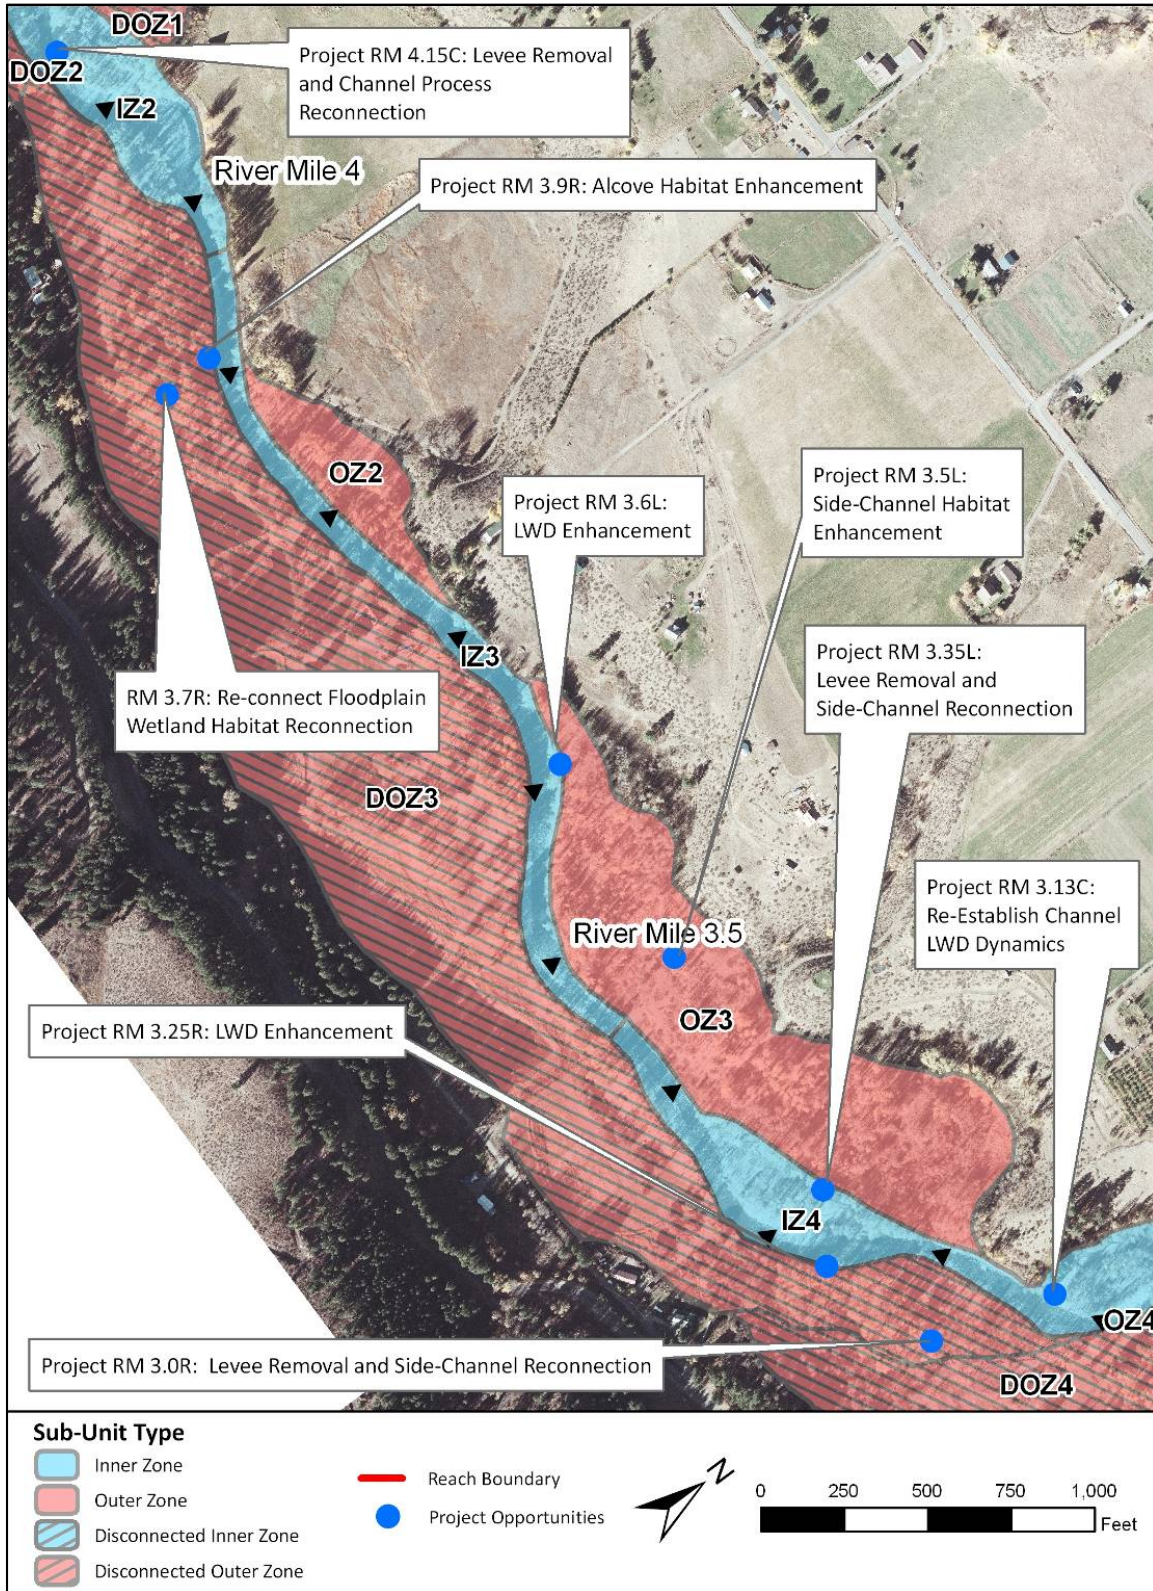 DOZ1
DOZ2
IZ2
Project RM 4.15C: Levee Removal
and Channel Process
Reconnection
River Mile 4
Project RM 3.9R: Alcove Habitat Enhancement
OZ2
Project RM 3.6L:
LWD Enhancement
Project RM 3.5L:
Side-Channel Habitat
Enhancement
IZ3
Project RM 3.35L:
Levee Removal and
Side-Channel Reconnection
RM 3.7R: Re-connect Floodplain
Wetland Habitat Reconnection
DOZ3
Project RM 3.13C:
Re-Establish Channel
LWD Dynamics
River Mile 3.5
OZ3
Project RM 3.25R: LWD Enhancement
IZ4
OZ4
Project RM 3.0R:  Levee Removal and Side-Channel Reconnection
DOZ4
Sub-Unit Type
Inner Zone
Outer Zone
Disconnected Inner Zone
Disconnected Outer Zone
Reach Boundary
Project Opportunities
N
0 250 500 750 1,000
Feet